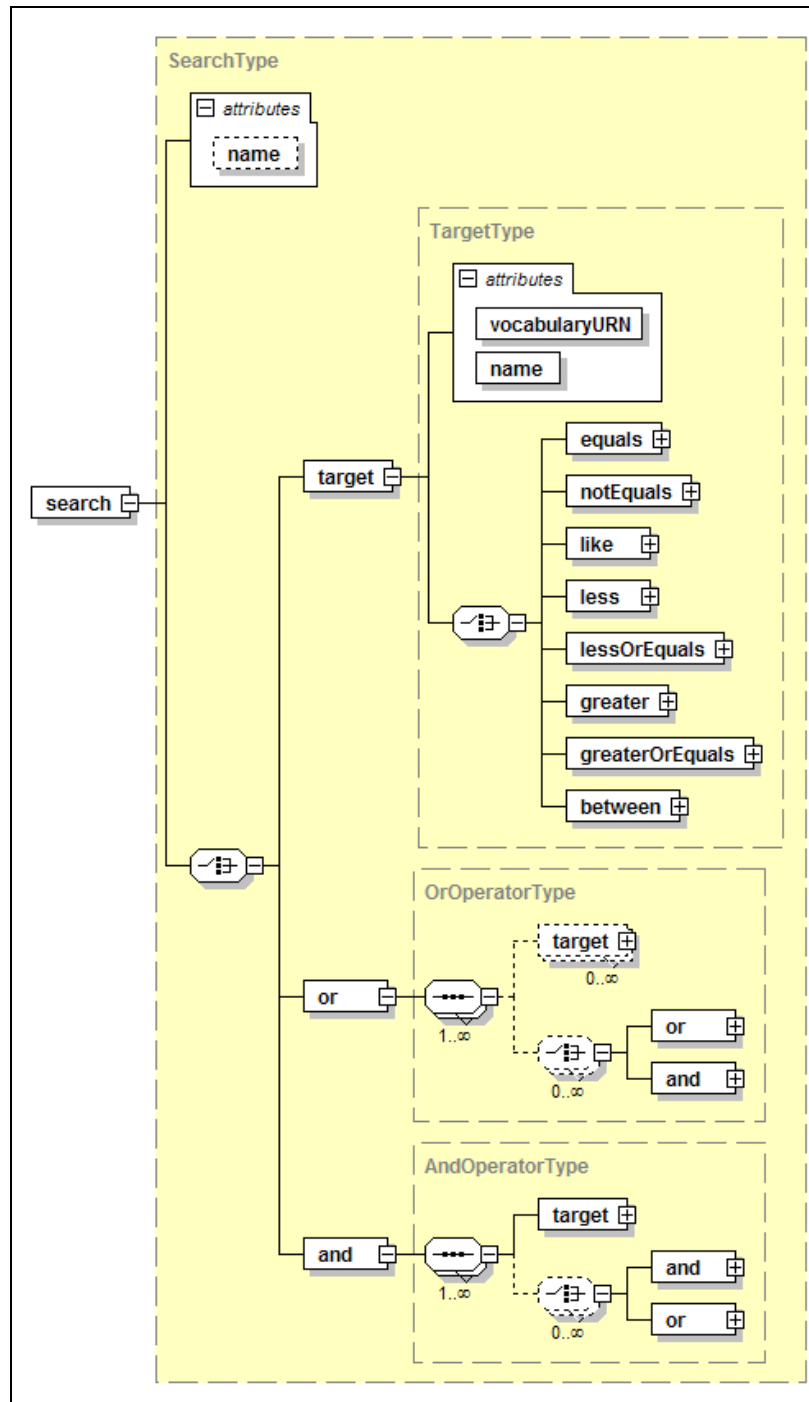 SearchType
attributes
name
TargetType
attributes
vocabularyURN
name
equals
target
notEquals
search
like
less
lessOrEquals
greater
greaterOrEquals
between
OrOperatorType
target
0..∞
or
or
1..∞
and
0..∞
AndOperatorType
target
and
and
1..∞
or
0..∞